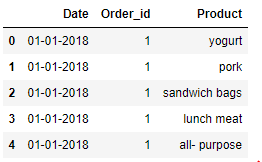 Date Order_id Product
0 01-01-2018 1 yogurt
1 01-01-2018 1 pork
2 01-01-2018 1 sandwich bags
3 01-01-2018 1 lunch meat
4 01-01-2018 1 all- purpose